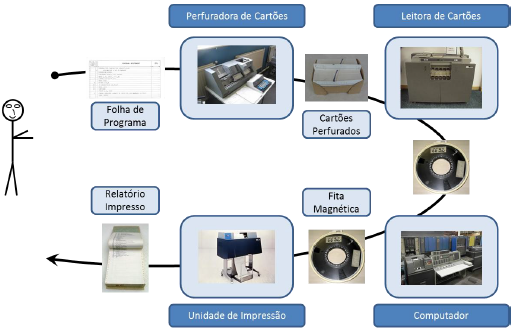 Perfuradora de Cartões
Leitora de Cartões
Folha de
Programa
Cartões
Perfurados
Relatório
Impresso
Fita
Magnética
Unidade de Impressão
Computador